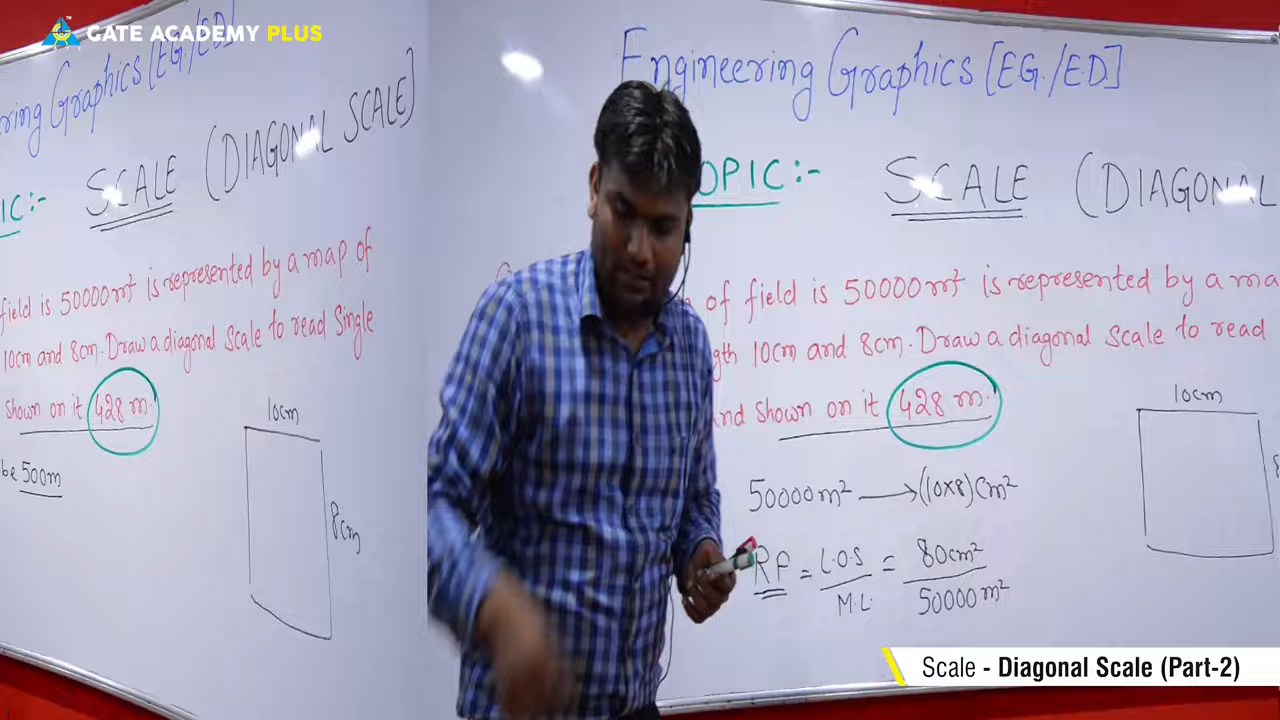 GATE ACADEMY PLUS
ering Graphics [EG./ED]
IC:- SCALE (DIAGONAL SCALE)
field is 50000m² is represented by a map of
10cm and 8cm. Draw a diagonal Scale to read Single
shown on it 428 m.
be 500m
10cm
8cm
Engineering Graphics [EG./ED.]
OPIC:- SCALE (DIAGONAL
of field is 50000m² is represented by a ma
gth 10cm and 8cm. Draw a diagonal Scale to read
nd shown on it 428 m.
10cm
50000m² → (10x8)Cm²
RF = L.O.S / M.L. = 80cm² / 50000m²
Scale - Diagonal Scale (Part-2)